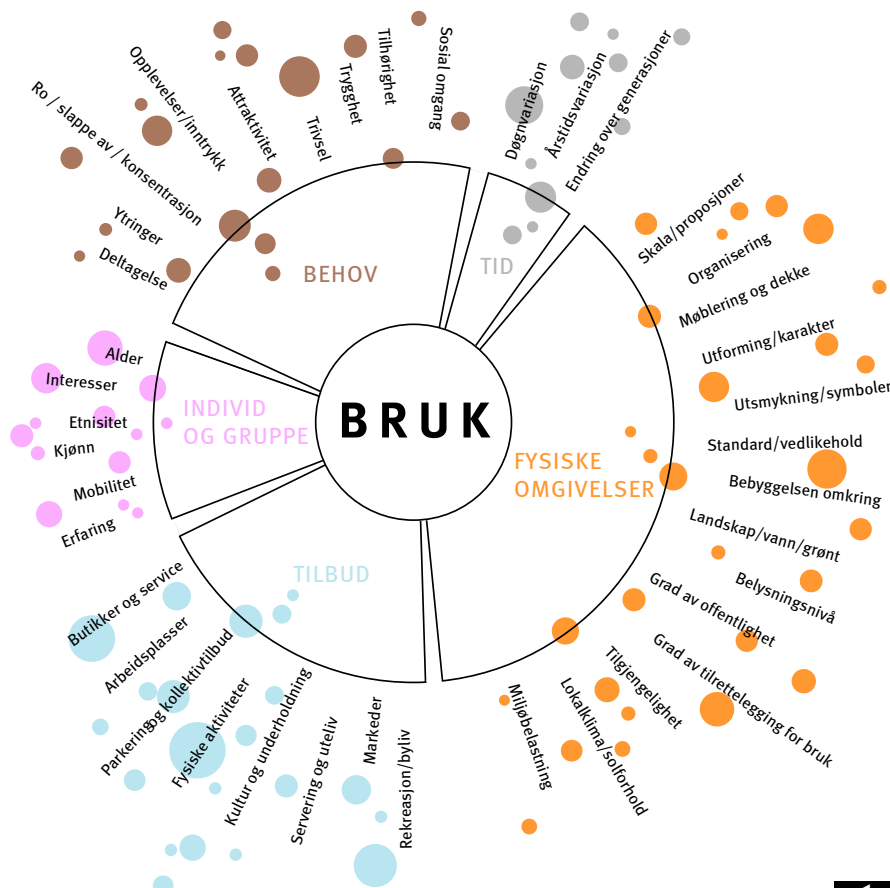 BRUK
BEHOV
Deltagelse
Ytringer
Ro / slappe av / konsentrasjon
Opplevelser/inntrykk
Attraktivitet
Trivsel
Trygghet
Tilhørighet
Sosial omgang
TID
Døgnvariasjon
Årstidsvariasjon
Endring over generasjoner
FYSISKE
OMGIVELSER
Skala/proposjoner
Organisering
Møblering og dekke
Utforming/karakter
Utsmykning/symboler
Standard/vedlikehold
Bebyggelsen omkring
Landskap/vann/grønt
Belysningsnivå
Grad av offentlighet
Grad av tilrettelegging for bruk
Tilgjengelighet
Lokalklima/solforhold
Miljøbelastning
TILBUD
Rekreasjon/byliv
Markeder
Servering og uteliv
Kultur og underholdning
Fysiske aktiviteter
Parkering og kollektivtilbud
Arbeidsplasser
Butikker og service
INDIVID
OG GRUPPE
Erfaring
Mobilitet
Kjønn
Etnisitet
Interesser
Alder